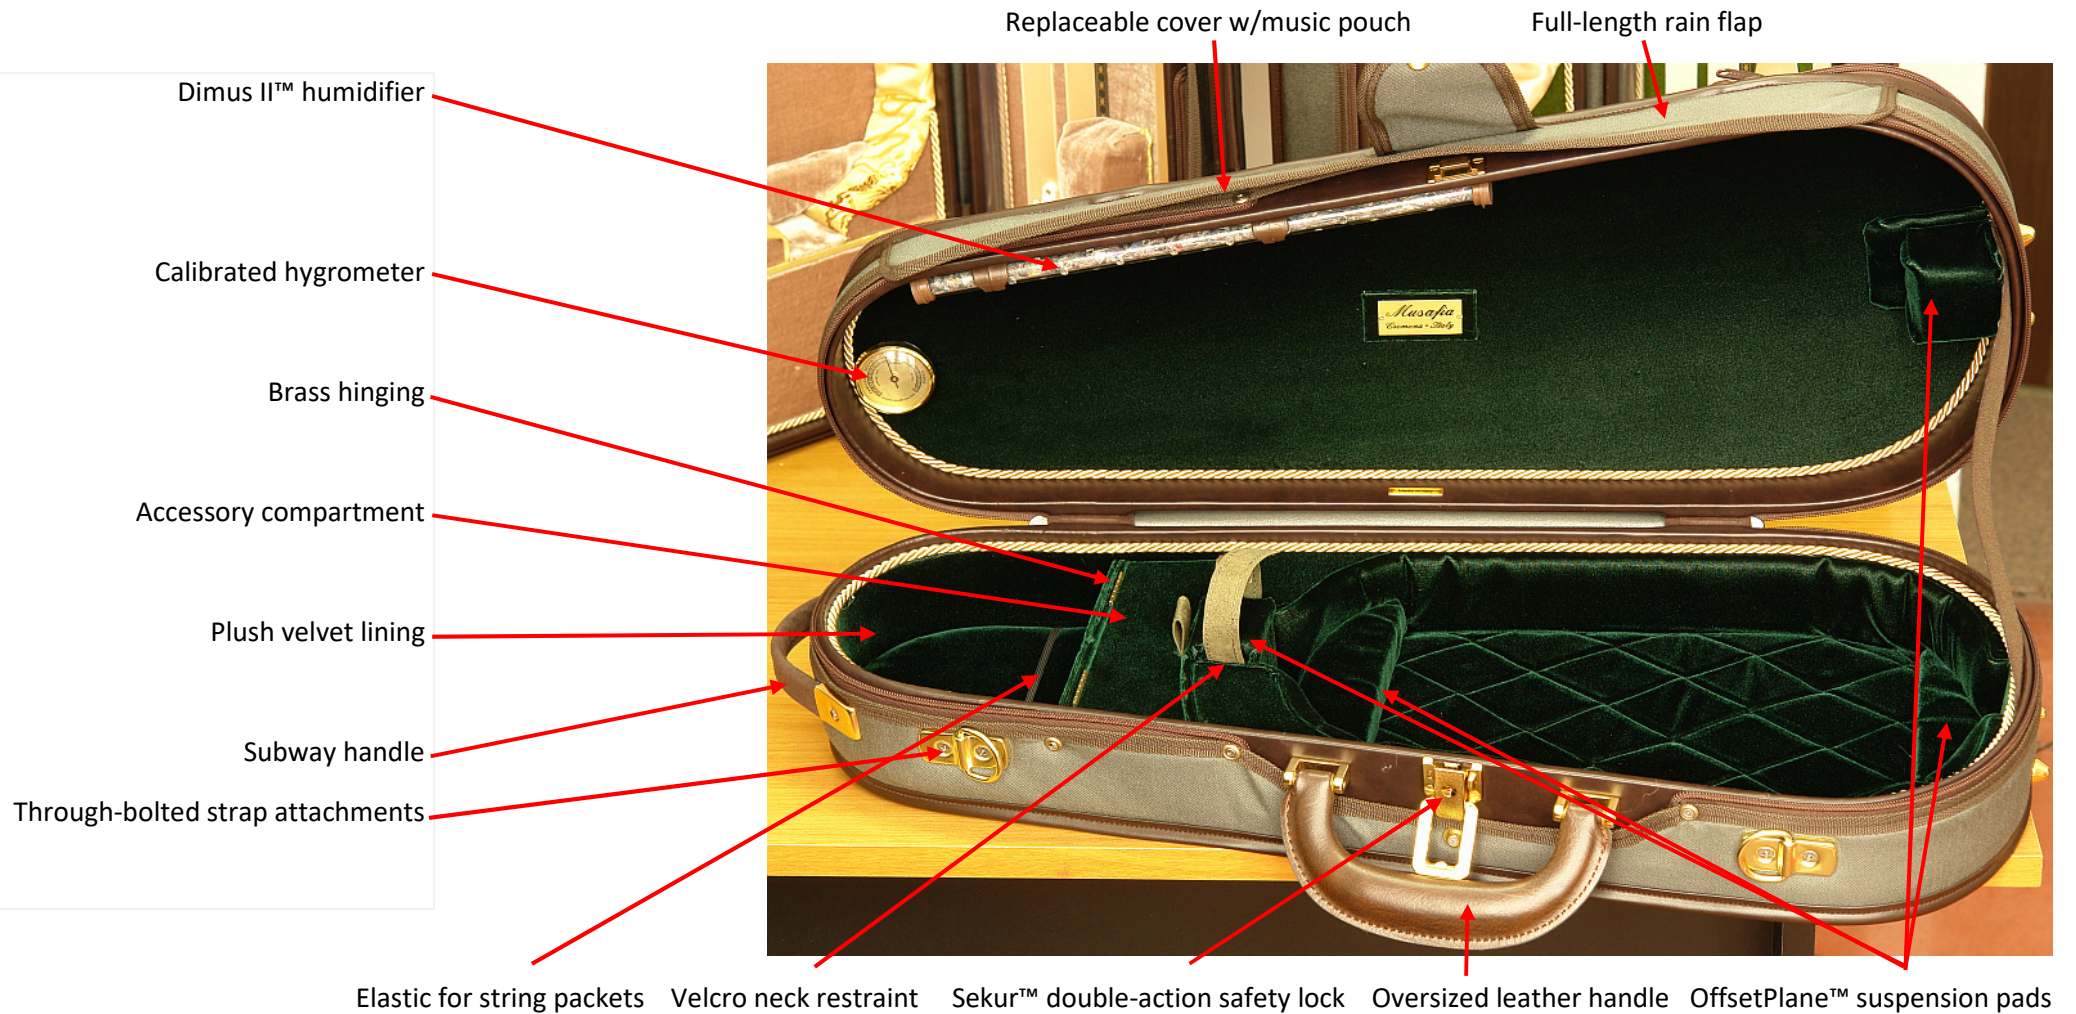 Replaceable cover w/music pouch
Full-length rain flap
Dimus II™ humidifier
Calibrated hygrometer
Brass hinging
Accessory compartment
Plush velvet lining
Subway handle
Through-bolted strap attachments
Musafia
Cremona - Italy
Elastic for string packets
Velcro neck restraint
Sekur™ double-action safety lock
Oversized leather handle
OffsetPlane™ suspension pads